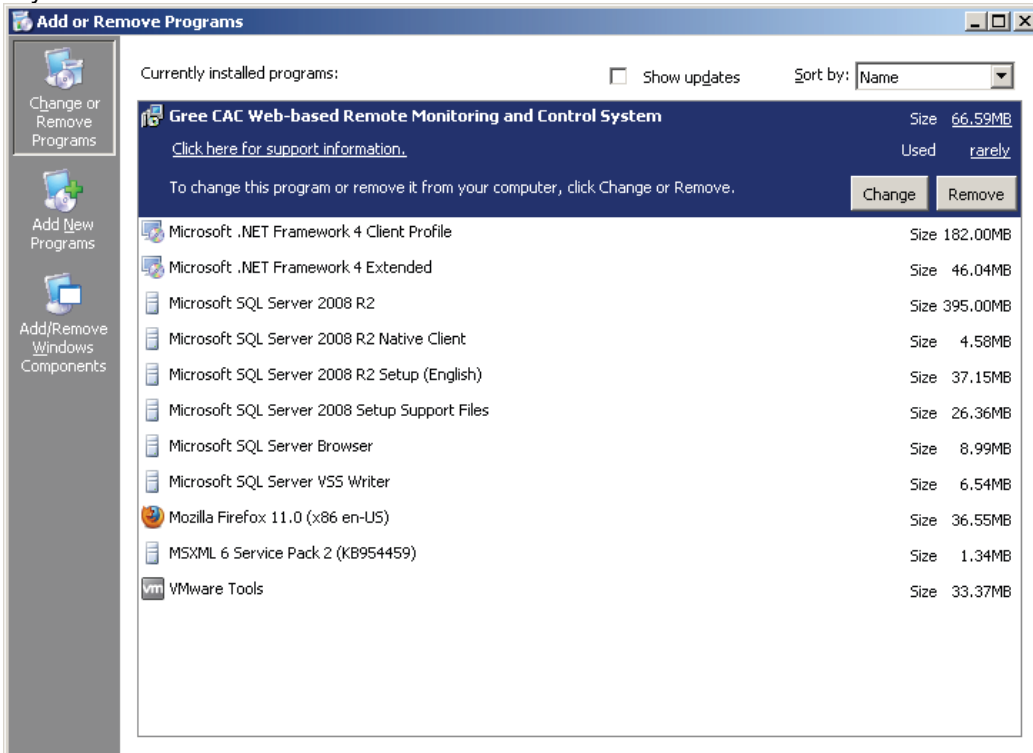 Add or Remove Programs
Change or
Remove
Programs
Add New
Programs
Add/Remove
Windows
Components
Currently installed programs:
Show updates
Sort by: Name
Gree CAC Web-based Remote Monitoring and Control System
Size 66.59MB
Click here for support information.
Used rarely
To change this program or remove it from your computer, click Change or Remove.
Change Remove
Microsoft .NET Framework 4 Client Profile Size 182.00MB
Microsoft .NET Framework 4 Extended Size 46.04MB
Microsoft SQL Server 2008 R2 Size 395.00MB
Microsoft SQL Server 2008 R2 Native Client Size 4.58MB
Microsoft SQL Server 2008 R2 Setup (English) Size 37.15MB
Microsoft SQL Server 2008 Setup Support Files Size 26.36MB
Microsoft SQL Server Browser Size 8.99MB
Microsoft SQL Server VSS Writer Size 6.54MB
Mozilla Firefox 11.0 (x86 en-US) Size 36.55MB
MSXML 6 Service Pack 2 (KB954459) Size 1.34MB
vm VMware Tools Size 33.37MB